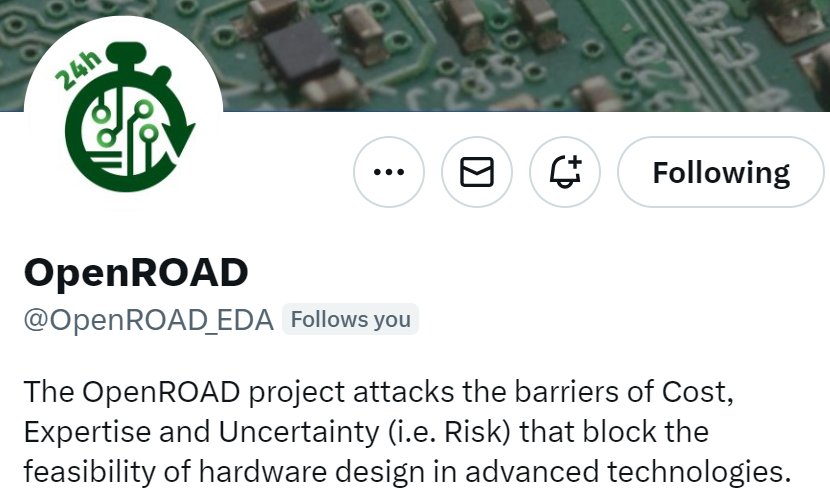 24h
Following
OpenROAD
@OpenROAD_EDA Follows you
The OpenROAD project attacks the barriers of Cost,
Expertise and Uncertainty (i.e. Risk) that block the
feasibility of hardware design in advanced technologies.